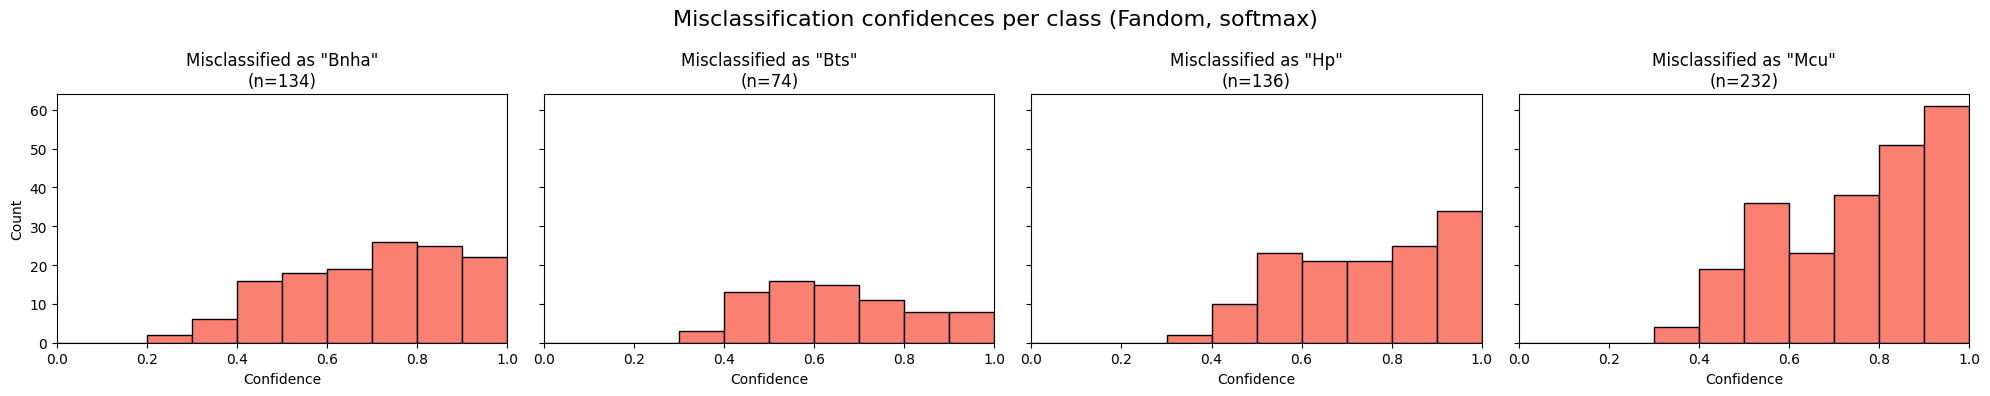 Misclassification confidences per class (Fandom, softmax)
Misclassified as "Bnha"
(n=134)
Misclassified as "Bts"
(n=74)
Misclassified as "Hp"
(n=136)
Misclassified as "Mcu"
(n=232)
60
50
40
30
20
10
0
Count
0.0 0.2 0.4 0.6 0.8 1.0
0.0 0.2 0.4 0.6 0.8 1.0
0.0 0.2 0.4 0.6 0.8 1.0
0.0 0.2 0.4 0.6 0.8 1.0
Confidence
Confidence
Confidence
Confidence